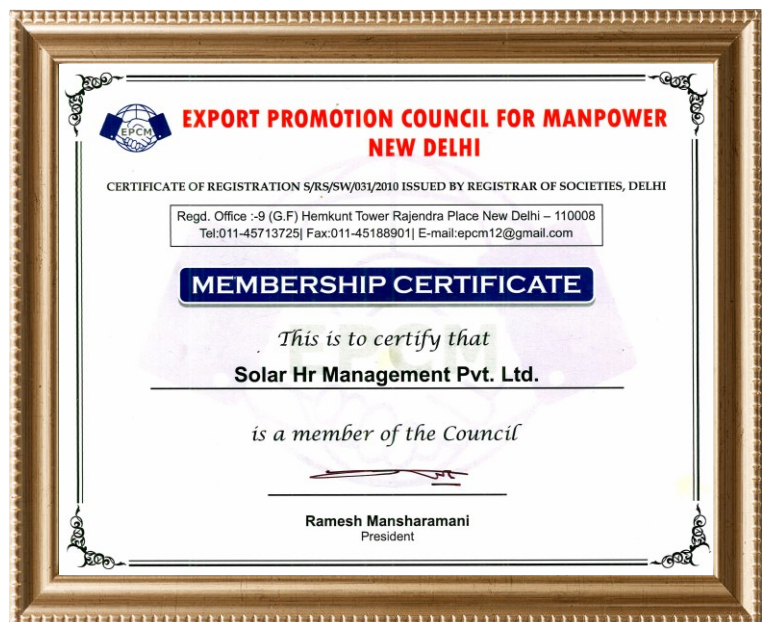 EPCM
EXPORT PROMOTION COUNCIL FOR MANPOWER
NEW DELHI
CERTIFICATE OF REGISTRATION S/RS/SW/031/2010 ISSUED BY REGISTRAR OF SOCIETIES, DELHI
Regd. Office :-9 (G.F) Hemkunt Tower Rajendra Place New Delhi – 110008
Tel:011-45713725| Fax:011-45188901| E-mail:epcm12@gmail.com
MEMBERSHIP CERTIFICATE
This is to certify that
EPCM
Solar Hr Management Pvt. Ltd.
is a member of the Council
Ramesh Mansharamani
President